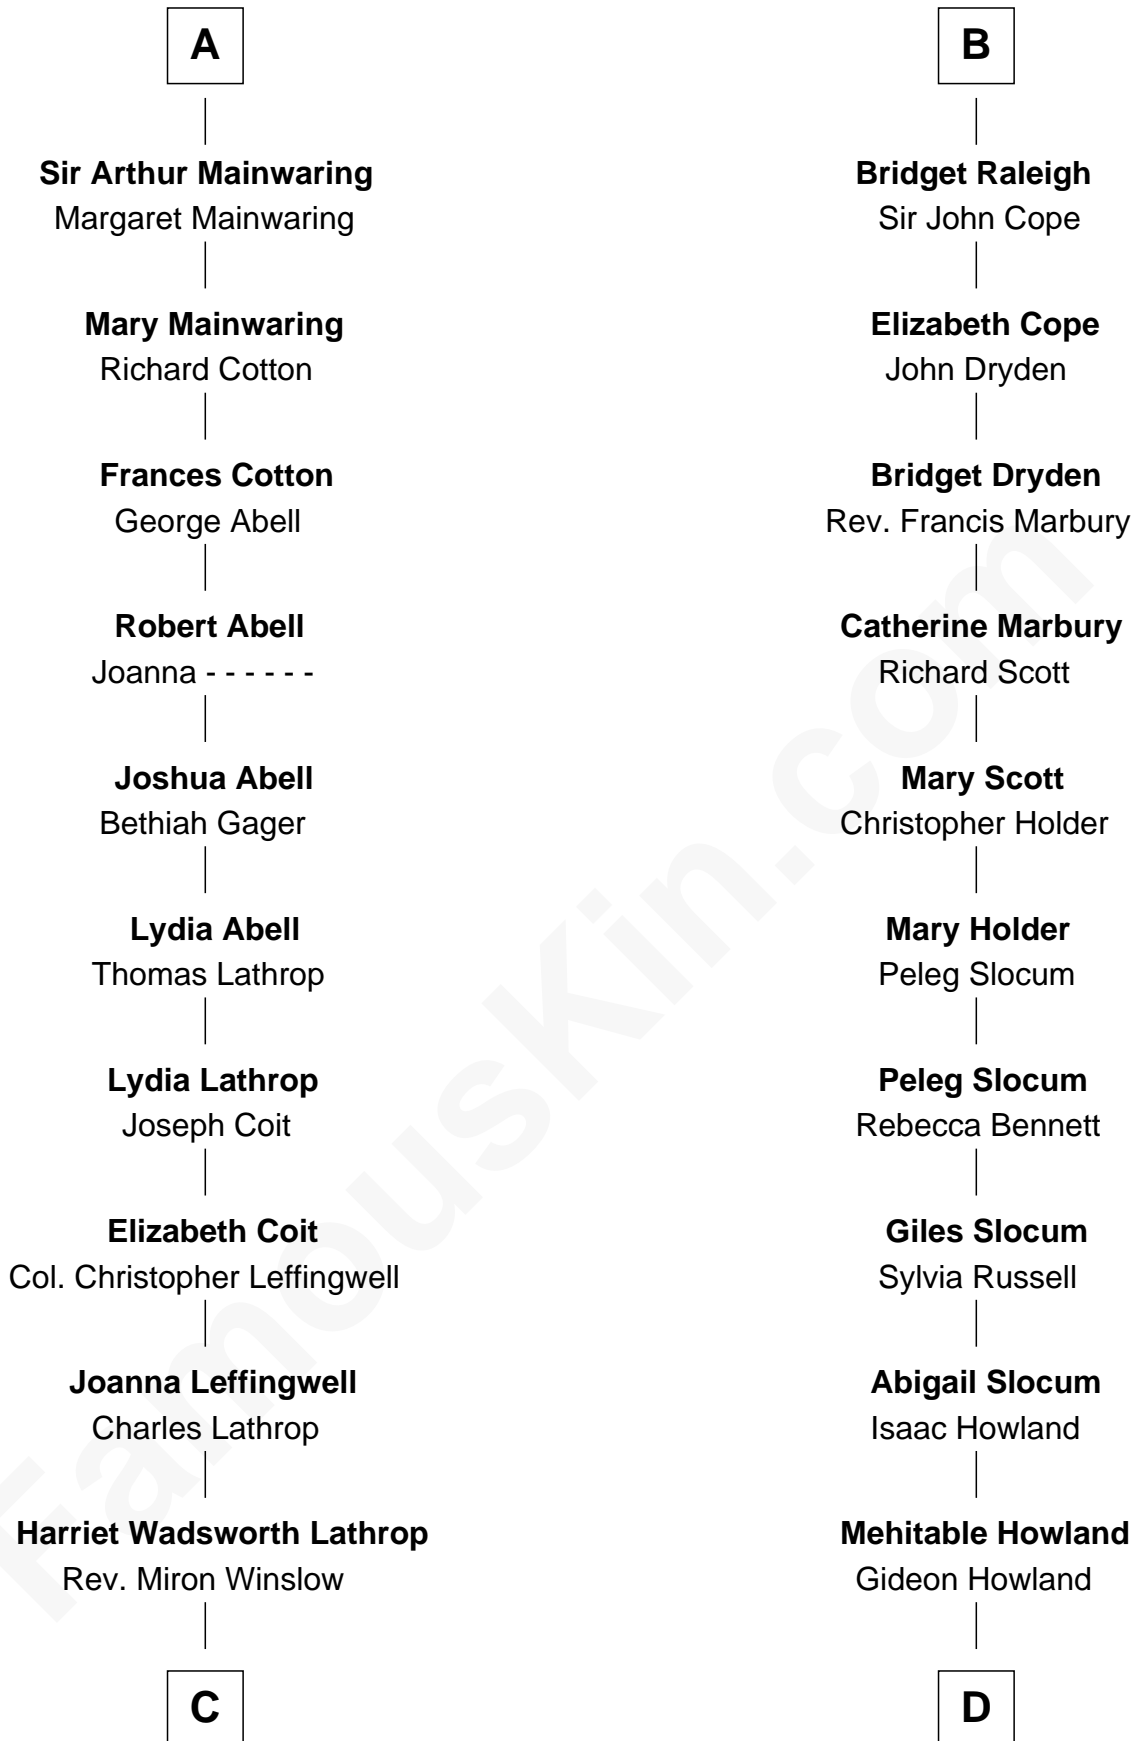 A
Sir Arthur Mainwaring
Margaret Mainwaring
Mary Mainwaring
Richard Cotton
Frances Cotton
George Abell
Robert Abell
Joanna - - - - - -
Joshua Abell
Bethiah Gager
Lydia Abell
Thomas Lathrop
Lydia Lathrop
Joseph Coit
Elizabeth Coit
Col. Christopher Leffingwell
Joanna Leffingwell
Charles Lathrop
Harriet Wadsworth Lathrop
Rev. Miron Winslow
C
B
Bridget Raleigh
Sir John Cope
Elizabeth Cope
John Dryden
Bridget Dryden
Rev. Francis Marbury
Catherine Marbury
Richard Scott
Mary Scott
Christopher Holder
Mary Holder
Peleg Slocum
Peleg Slocum
Rebecca Bennett
Giles Slocum
Sylvia Russell
Abigail Slocum
Isaac Howland
Mehitable Howland
Gideon Howland
D
FamousKin.com